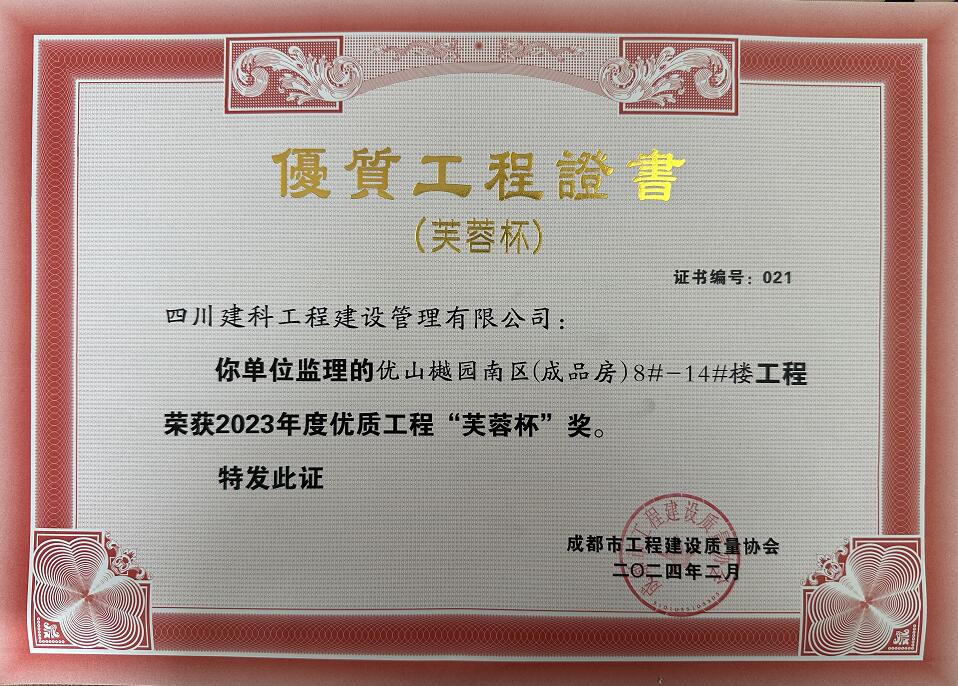 優質工程證書
(芙蓉杯)
证书编号：021
四川建科工程建设管理有限公司：
你单位监理的优山樾园南区(成品房)8#-14#楼工程
荣获2023年度优质工程“芙蓉杯”奖。
特发此证
成都市工程建设质量协会
二〇二四年二月